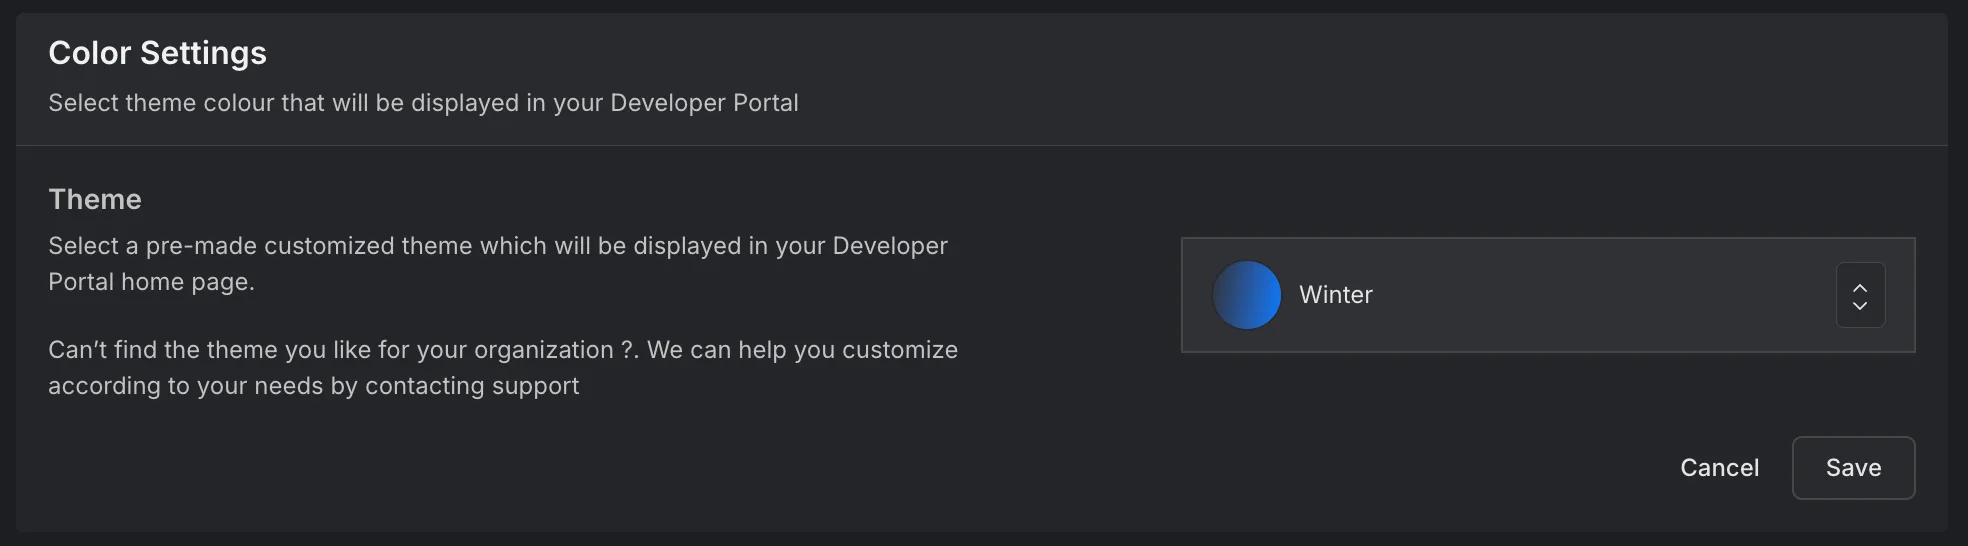 Color Settings
Select theme colour that will be displayed in your Developer Portal
Theme
Select a pre-made customized theme which will be displayed in your Developer
Portal home page.
Can’t find the theme you like for your organization ?. We can help you customize
according to your needs by contacting support
Winter
Cancel
Save